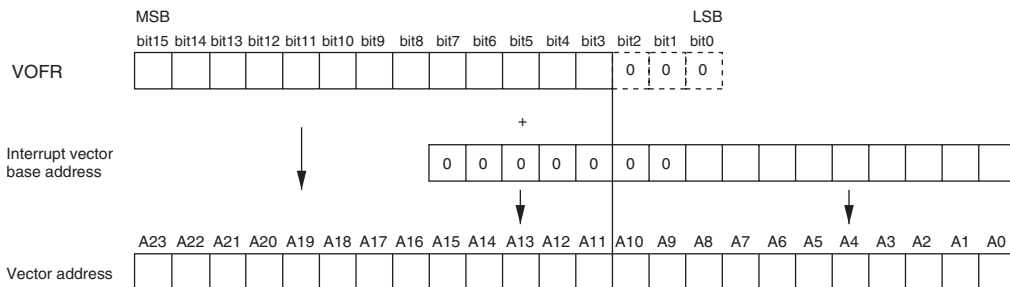 MSB LSB
bit15 bit14 bit13 bit12 bit11 bit10 bit9 bit8 bit7 bit6 bit5 bit4 bit3 bit2 bit1 bit0
VOFR 0 0 0
+
Interrupt vector
base address 0 0 0 0 0 0 0
A23 A22 A21 A20 A19 A18 A17 A16 A15 A14 A13 A12 A11 A10 A9 A8 A7 A6 A5 A4 A3 A2 A1 A0
Vector address